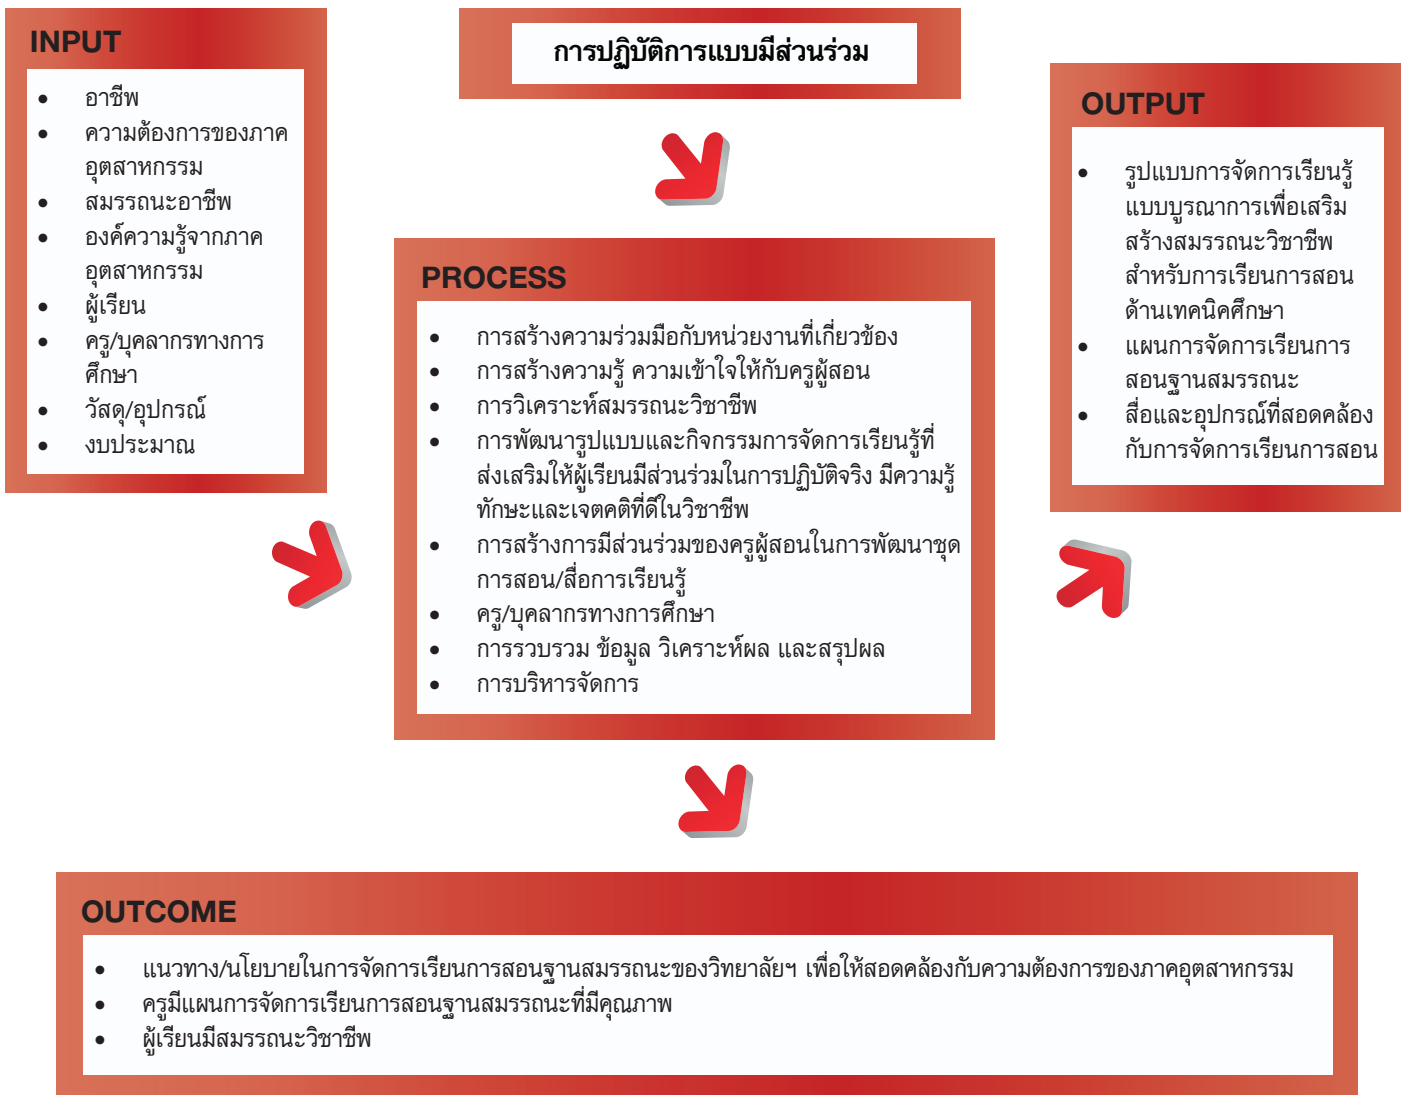 INPUT
• อาชีพ
• ความต้องการของภาค
อุตสาหกรรม
• สมรรถนะอาชีพ
• องค์ความรู้จากภาค
อุตสาหกรรม
• ผู้เรียน
• ครู/บุคลากรทางการ
ศึกษา
• วัสดุ/อุปกรณ์
• งบประมาณ
การปฏิบัติการแบบมีส่วนร่วม
PROCESS
• การสร้างความร่วมมือกับหน่วยงานที่เกี่ยวข้อง
• การสร้างความรู้ ความเข้าใจให้กับครูผู้สอน
• การวิเคราะห์สมรรถนะวิชาชีพ
• การพัฒนารูปแบบและกิจกรรมการจัดการเรียนรู้ที่
ส่งเสริมให้ผู้เรียนมีส่วนร่วมในการปฏิบัติจริง มีความรู้
ทักษะและเจตคติที่ดีในวิชาชีพ
• การสร้างการมีส่วนร่วมของครูผู้สอนในการพัฒนาชุด
การสอน/สื่อการเรียนรู้
• ครู/บุคลากรทางการศึกษา
• การรวบรวม ข้อมูล วิเคราะห์ผล และสรุปผล
• การบริหารจัดการ
OUTPUT
• รูปแบบการจัดการเรียนรู้
แบบบูรณาการเพื่อเสริม
สร้างสมรรถนะวิชาชีพ
สำหรับการเรียนการสอน
ด้านเทคนิคศึกษา
• แผนการจัดการเรียนการ
สอนฐานสมรรถนะ
• สื่อและอุปกรณ์ที่สอดคล้อง
กับการจัดการเรียนการสอน
OUTCOME
• แนวทาง/นโยบายในการจัดการเรียนการสอนฐานสมรรถนะของวิทยาลัยฯ เพื่อให้สอดคล้องกับความต้องการของภาคอุตสาหกรรม
• ครูมีแผนการจัดการเรียนการสอนฐานสมรรถนะที่มีคุณภาพ
• ผู้เรียนมีสมรรถนะวิชาชีพ